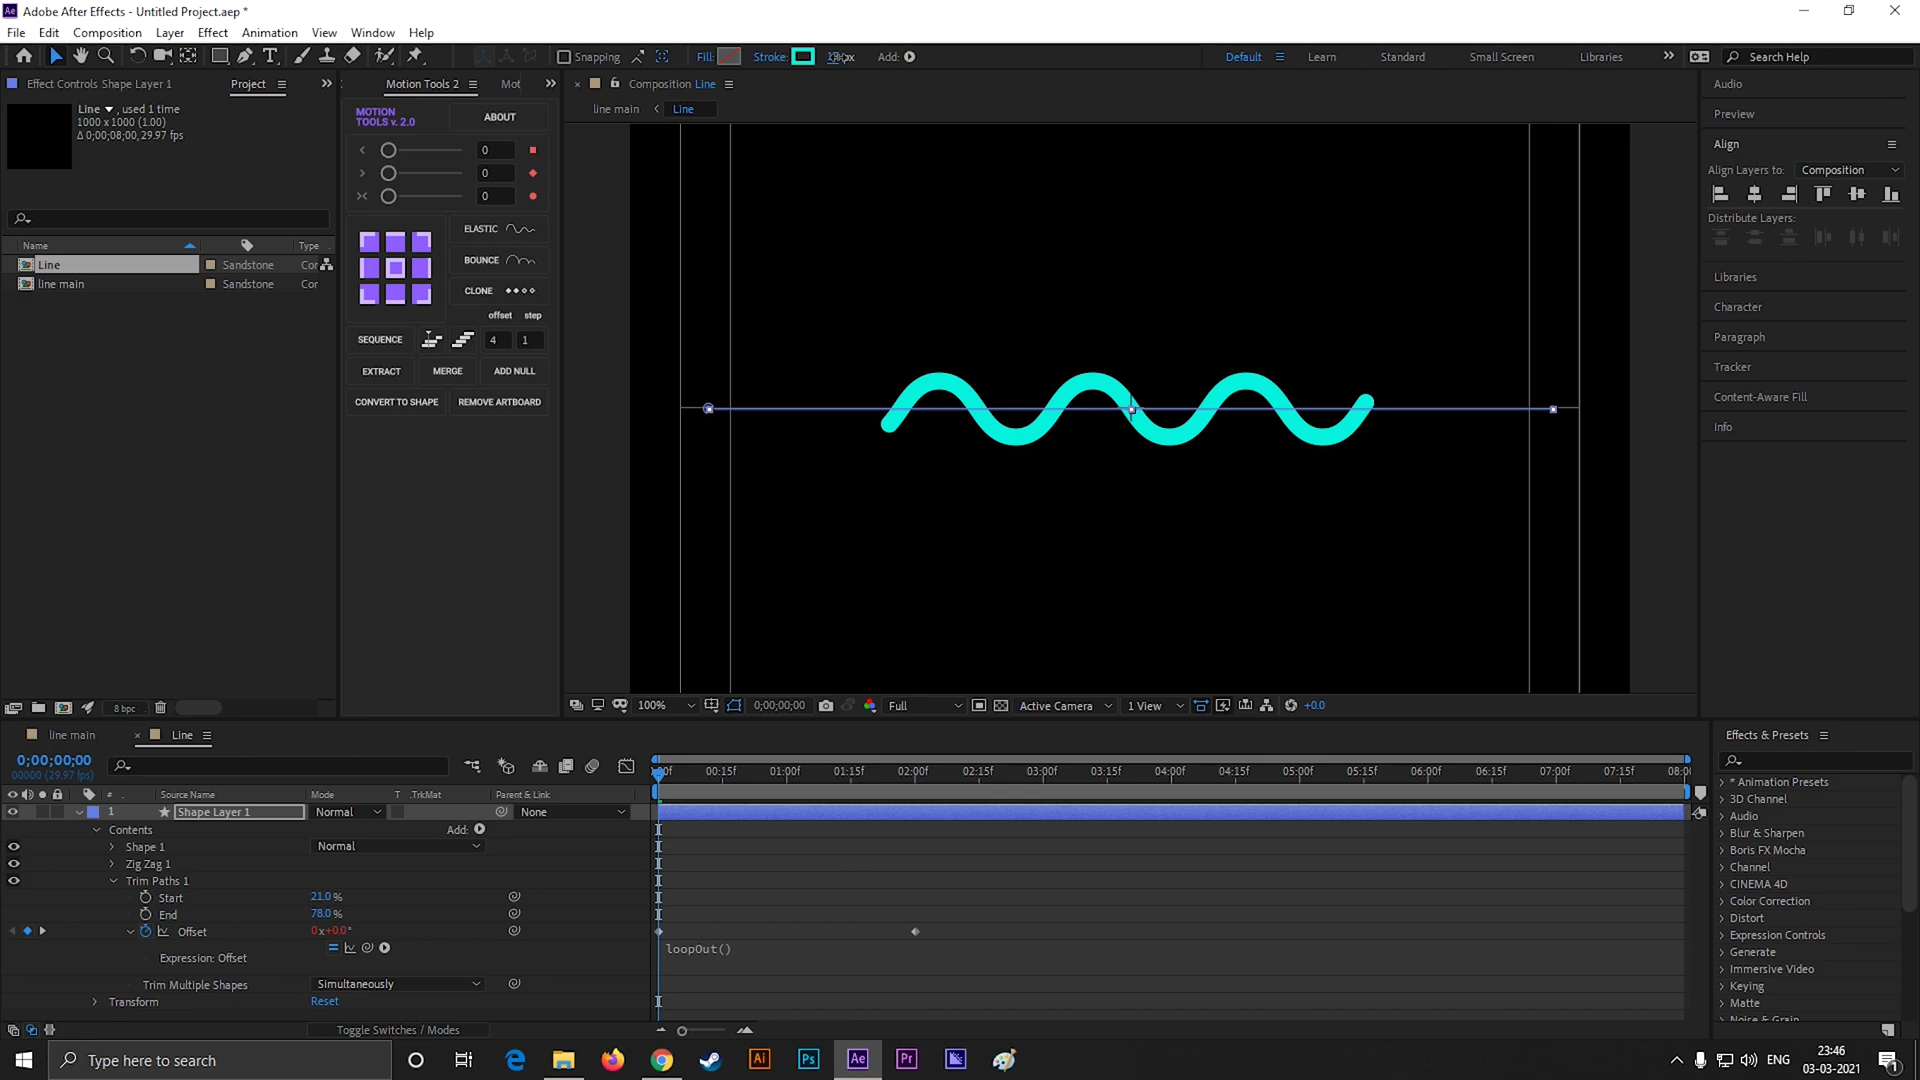 Adobe After Effects - Untitled Project.aep *
File Edit Composition Layer Effect Animation View Window Help
Snapping Fill: Stroke: px Add: Default Learn Standard Small Screen Libraries Search Help
Effect Controls Shape Layer 1 Project
Line , used 1 time
1000 x 1000 (1.00)
Δ 0;00;08;00, 29.97 fps
Name Type
Line Sandstone Cor
line main Sandstone Cor
8 bpc
Motion Tools 2 Mot
MOTION
TOOLS v. 2.0
ABOUT
0
0
0
ELASTIC
BOUNCE
CLONE
offset step
SEQUENCE 4 1
EXTRACT MERGE ADD NULL
CONVERT TO SHAPE REMOVE ARTBOARD
Composition Line
line main Line
100% 0;00;00;00 Full Active Camera 1 View +0.0
Audio
Preview
Align
Align Layers to: Composition
Distribute Layers:
Libraries
Character
Paragraph
Tracker
Content-Aware Fill
Info
line main Line
0;00;00;00
00000 (29.97 fps)
00:15f 01:00f 01:15f 02:00f 02:15f 03:00f 03:15f 04:00f 04:15f 05:00f 05:15f 06:00f 06:15f 07:00f 07:15f
# Source Name Mode T .TrkMat Parent & Link
1 Shape Layer 1 Normal None
Contents Add:
Shape 1 Normal
Zig Zag 1
Trim Paths 1
Start 21.0 %
End 78.0 %
Offset 0x+0.0°
Expression: Offset loopOut()
Trim Multiple Shapes Simultaneously
Transform Reset
Toggle Switches / Modes
Effects & Presets
* Animation Presets
3D Channel
Audio
Blur & Sharpen
Boris FX Mocha
Channel
CINEMA 4D
Color Correction
Distort
Expression Controls
Generate
Immersive Video
Keying
Matte
Noise & Grain
Type here to search
Ai Ps Ae Pr
ENG
23:46
03-03-2021
1